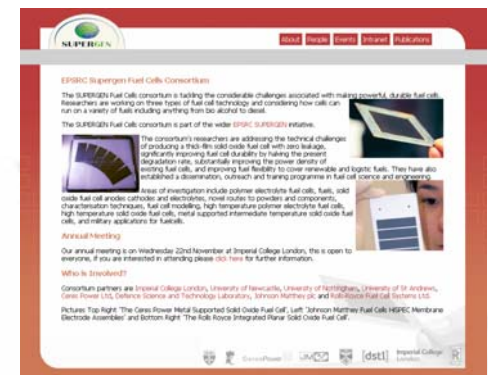 SUPERGEN
About People Events Intranet Publications
EPSRC Supergen Fuel Cells Consortium
The SUPERGEN Fuel Cells consortium is tackling the considerable challenges associated with making powerful, durable fuel cells.
Researchers are working on three types of fuel cell technology and considering how cells can
run on a variety of fuels including anything from bio alcohol to diesel.
The SUPERGEN Fuel Cells consortium is part of the wider EPSRC SUPERGEN initiative.
The consortium's researchers are addressing the technical challenges
of producing a thick-film solid oxide fuel cell with zero leakage,
significantly improving fuel cell durability by halving the present
degradation rate, substantially improving the power density of
existing fuel cells, and improving fuel flexibility to cover renewable and logistic fuels. They have also
established a dissemination, outreach and training programme in fuel cell science and engineering.
Areas of investigation include polymer electrolyte fuel cells, fuels, solid
oxide fuel cell anodes cathodes and electrolytes, novel routes to powders and components,
characterisation techniques, fuel cell modelling, high temperature polymer electrolyte fuel cells,
high temperature solid oxide fuel cells, metal supported intermediate temperature solid oxide fuel
cells, and military applications for fuelcells.
Annual Meeting
Our annual meeting is on Wednesday 22nd November at Imperial College London, this is open to
everyone, if you are interested in attending please click here for further information.
Who is Involved?
Consortium partners are Imperial College London, University of Newcastle, University of Nottingham, University of St Andrews,
Ceres Power Ltd, Defence Science and Technology Laboratory, Johnson Matthey plc and Rolls-Royce Fuel Cell Systems Ltd.
Pictures Top Right 'The Ceres Power Metal Supported Solid Oxide Fuel Cell', Left 'Johnson Matthey Fuel Cells HiSPEC Membrane
Electrode Assemblies' and Bottom Right 'The Rolls Royce Integrated Planar Solid Oxide Fuel Cell'.
CeresPower JM [dstl] Imperial College
London